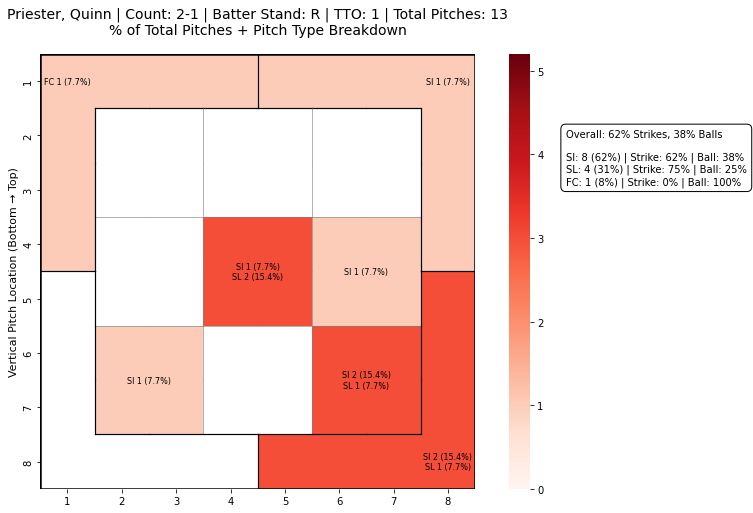 Priester, Quinn | Count: 2-1 | Batter Stand: R | TTO: 1 | Total Pitches: 13
% of Total Pitches + Pitch Type Breakdown
Vertical Pitch Location (Bottom → Top)
1
2
3
4
5
6
7
8
FC 1 (7.7%)
SI 1 (7.7%)
SI 1 (7.7%)
SL 2 (15.4%)
SI 1 (7.7%)
SI 1 (7.7%)
SI 2 (15.4%)
SL 1 (7.7%)
SI 2 (15.4%)
SL 1 (7.7%)
1
2
3
4
5
6
7
8
5
4
3
2
1
0
Overall: 62% Strikes, 38% Balls
SI: 8 (62%) | Strike: 62% | Ball: 38%
SL: 4 (31%) | Strike: 75% | Ball: 25%
FC: 1 (8%) | Strike: 0% | Ball: 100%